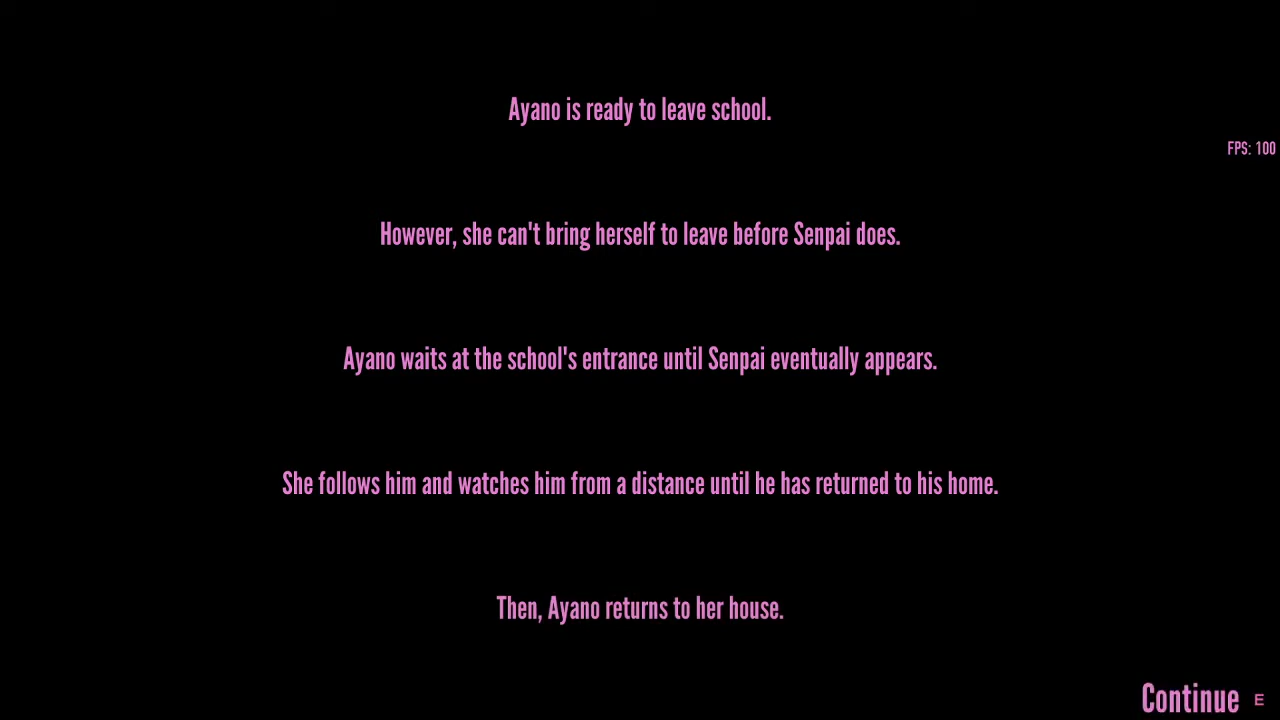 Ayano is ready to leave school.
FPS: 100
However, she can't bring herself to leave before Senpai does.
Ayano waits at the school's entrance until Senpai eventually appears.
She follows him and watches him from a distance until he has returned to his home.
Then, Ayano returns to her house.
Continue E